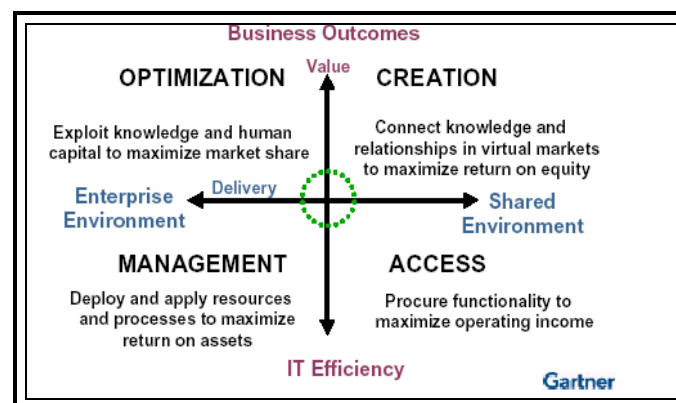 Business Outcomes
Value
OPTIMIZATION
CREATION
Exploit knowledge and human
capital to maximize market share
Connect knowledge and
relationships in virtual markets
to maximize return on equity
Delivery
Enterprise
Environment
Shared
Environment
MANAGEMENT
ACCESS
Deploy and apply resources
and processes to maximize
return on assets
Procure functionality to
maximize operating income
IT Efficiency
Gartner